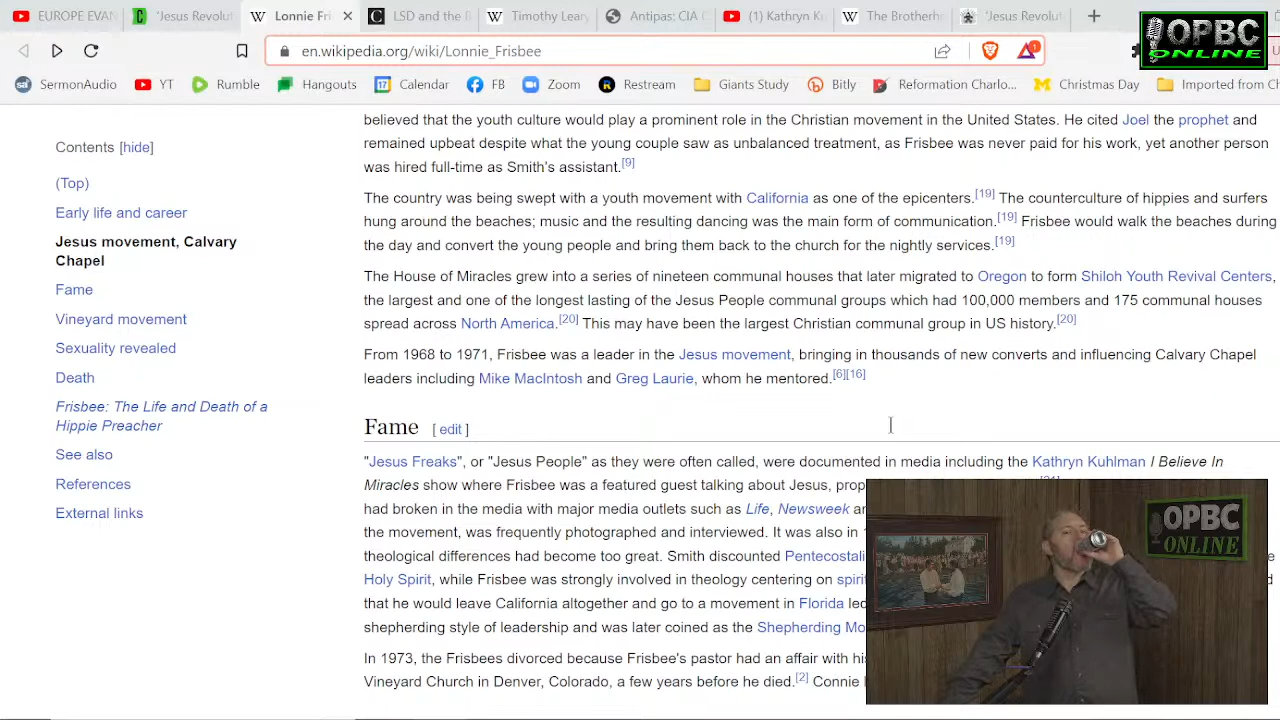 EUROPE EVAN
'Jesus Revolut
Lonnie Fri
LSD and the
Timothy Leary
Antipas: CIA
(1) Kathryn K
The Brotherh
'Jesus Revolut
OPBC
ONLINE
en.wikipedia.org/wiki/Lonnie_Frisbee
SermonAudio
YT
Rumble
Hangouts
Calendar
FB
Zoom
Restream
Giants Study
Bitly
Reformation Charlo...
Christmas Day
Imported from Ch
Contents [hide]
(Top)
Early life and career
Jesus movement, Calvary
Chapel
Fame
Vineyard movement
Sexuality revealed
Death
Frisbee: The Life and Death of a
Hippie Preacher
See also
References
External links
believed that the youth culture would play a prominent role in the Christian movement in the United States. He cited Joel the prophet and
remained upbeat despite what the young couple saw as unbalanced treatment, as Frisbee was never paid for his work, yet another person
was hired full-time as Smith's assistant.[9]
The country was being swept with a youth movement with California as one of the epicenters.[19] The counterculture of hippies and surfers
hung around the beaches; music and the resulting dancing was the main form of communication.[19] Frisbee would walk the beaches during
the day and convert the young people and bring them back to the church for the nightly services.[19]
The House of Miracles grew into a series of nineteen communal houses that later migrated to Oregon to form Shiloh Youth Revival Centers,
the largest and one of the longest lasting of the Jesus People communal groups which had 100,000 members and 175 communal houses
spread across North America.[20] This may have been the largest Christian communal group in US history.[20]
From 1968 to 1971, Frisbee was a leader in the Jesus movement, bringing in thousands of new converts and influencing Calvary Chapel
leaders including Mike MacIntosh and Greg Laurie, whom he mentored.[6][16]
Fame [ edit ]
"Jesus Freaks", or "Jesus People" as they were often called, were documented in media including the Kathryn Kuhlman I Believe In
Miracles show where Frisbee was a featured guest talking about Jesus, prop
had broken in the media with major media outlets such as Life, Newsweek an
the movement, was frequently photographed and interviewed. It was also in 1
theological differences had become too great. Smith discounted Pentecostali
Holy Spirit, while Frisbee was strongly involved in theology centering on spiri
that he would leave California altogether and go to a movement in Florida led
shepherding style of leadership and was later coined as the Shepherding Mo
In 1973, the Frisbees divorced because Frisbee's pastor had an affair with his
Vineyard Church in Denver, Colorado, a few years before he died.[2] Connie
OPBC
ONLINE